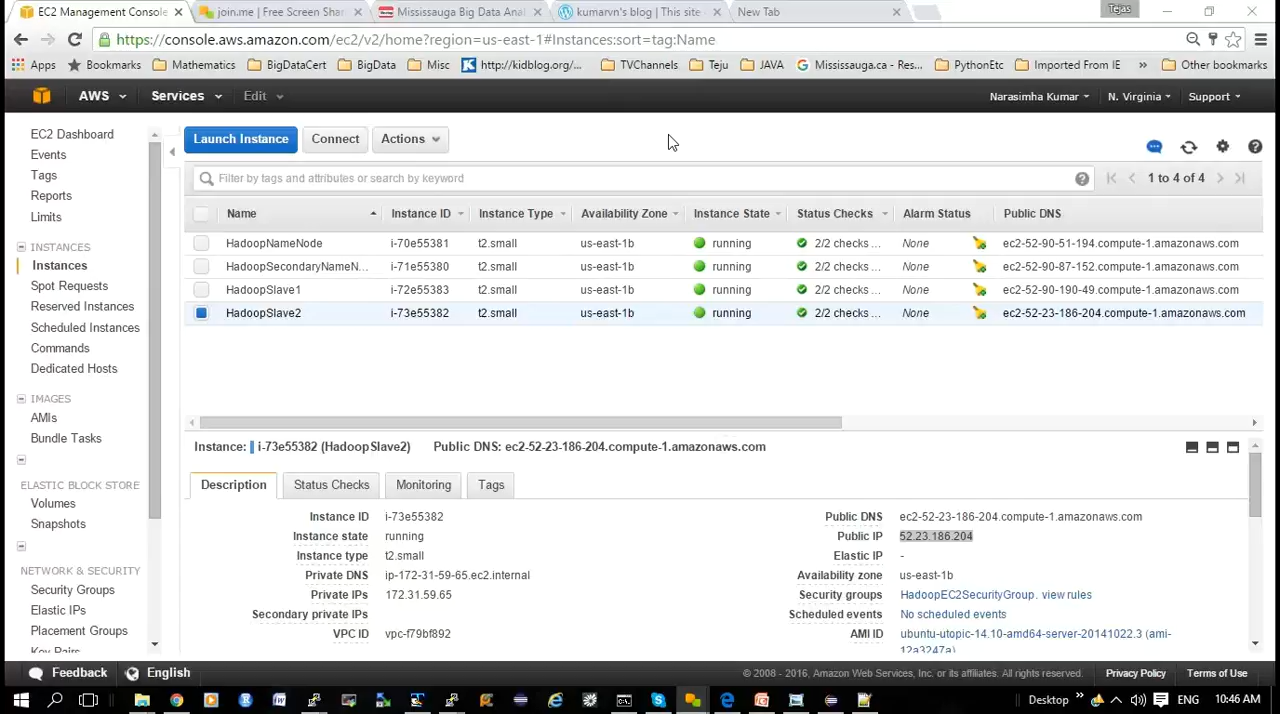 EC2 Management Console
join.me | Free Screen Shar
Mississauga Big Data Anal
kumarvn's blog | This site
New Tab
Tejas
https://console.aws.amazon.com/ec2/v2/home?region=us-east-1#Instances:sort=tag:Name
Apps Bookmarks Mathematics BigDataCert BigData Misc http://kidblog.org/... TVChannels Teju JAVA Mississauga.ca - Res... PythonEtc Imported From IE » Other bookmarks
AWS Services Edit Narasimha Kumar N. Virginia Support
EC2 Dashboard
Events
Tags
Reports
Limits
INSTANCES
Instances
Spot Requests
Reserved Instances
Scheduled Instances
Commands
Dedicated Hosts
IMAGES
AMIs
Bundle Tasks
ELASTIC BLOCK STORE
Volumes
Snapshots
NETWORK & SECURITY
Security Groups
Elastic IPs
Placement Groups
Key Pairs
Launch Instance Connect Actions
Filter by tags and attributes or search by keyword
1 to 4 of 4
Name Instance ID Instance Type Availability Zone Instance State Status Checks Alarm Status Public DNS
HadoopNameNode i-70e55381 t2.small us-east-1b running 2/2 checks ... None ec2-52-90-51-194.compute-1.amazonaws.com
HadoopSecondaryNameN... i-71e55380 t2.small us-east-1b running 2/2 checks ... None ec2-52-90-87-152.compute-1.amazonaws.com
HadoopSlave1 i-72e55383 t2.small us-east-1b running 2/2 checks ... None ec2-52-90-190-49.compute-1.amazonaws.com
HadoopSlave2 i-73e55382 t2.small us-east-1b running 2/2 checks ... None ec2-52-23-186-204.compute-1.amazonaws.com
Instance: i-73e55382 (HadoopSlave2) Public DNS: ec2-52-23-186-204.compute-1.amazonaws.com
Description Status Checks Monitoring Tags
Instance ID i-73e55382 Public DNS ec2-52-23-186-204.compute-1.amazonaws.com
Instance state running Public IP 52.23.186.204
Instance type t2.small Elastic IP -
Private DNS ip-172-31-59-65.ec2.internal Availability zone us-east-1b
Private IPs 172.31.59.65 Security groups HadoopEC2SecurityGroup. view rules
Secondary private IPs Scheduled events No scheduled events
VPC ID vpc-f79bf892 AMI ID ubuntu-utopic-14.10-amd64-server-20141022.3 (ami-
12a3247a)
Feedback English © 2008 - 2016, Amazon Web Services, Inc. or its affiliates. All rights reserved. Privacy Policy Terms of Use
Desktop » ENG 10:46 AM